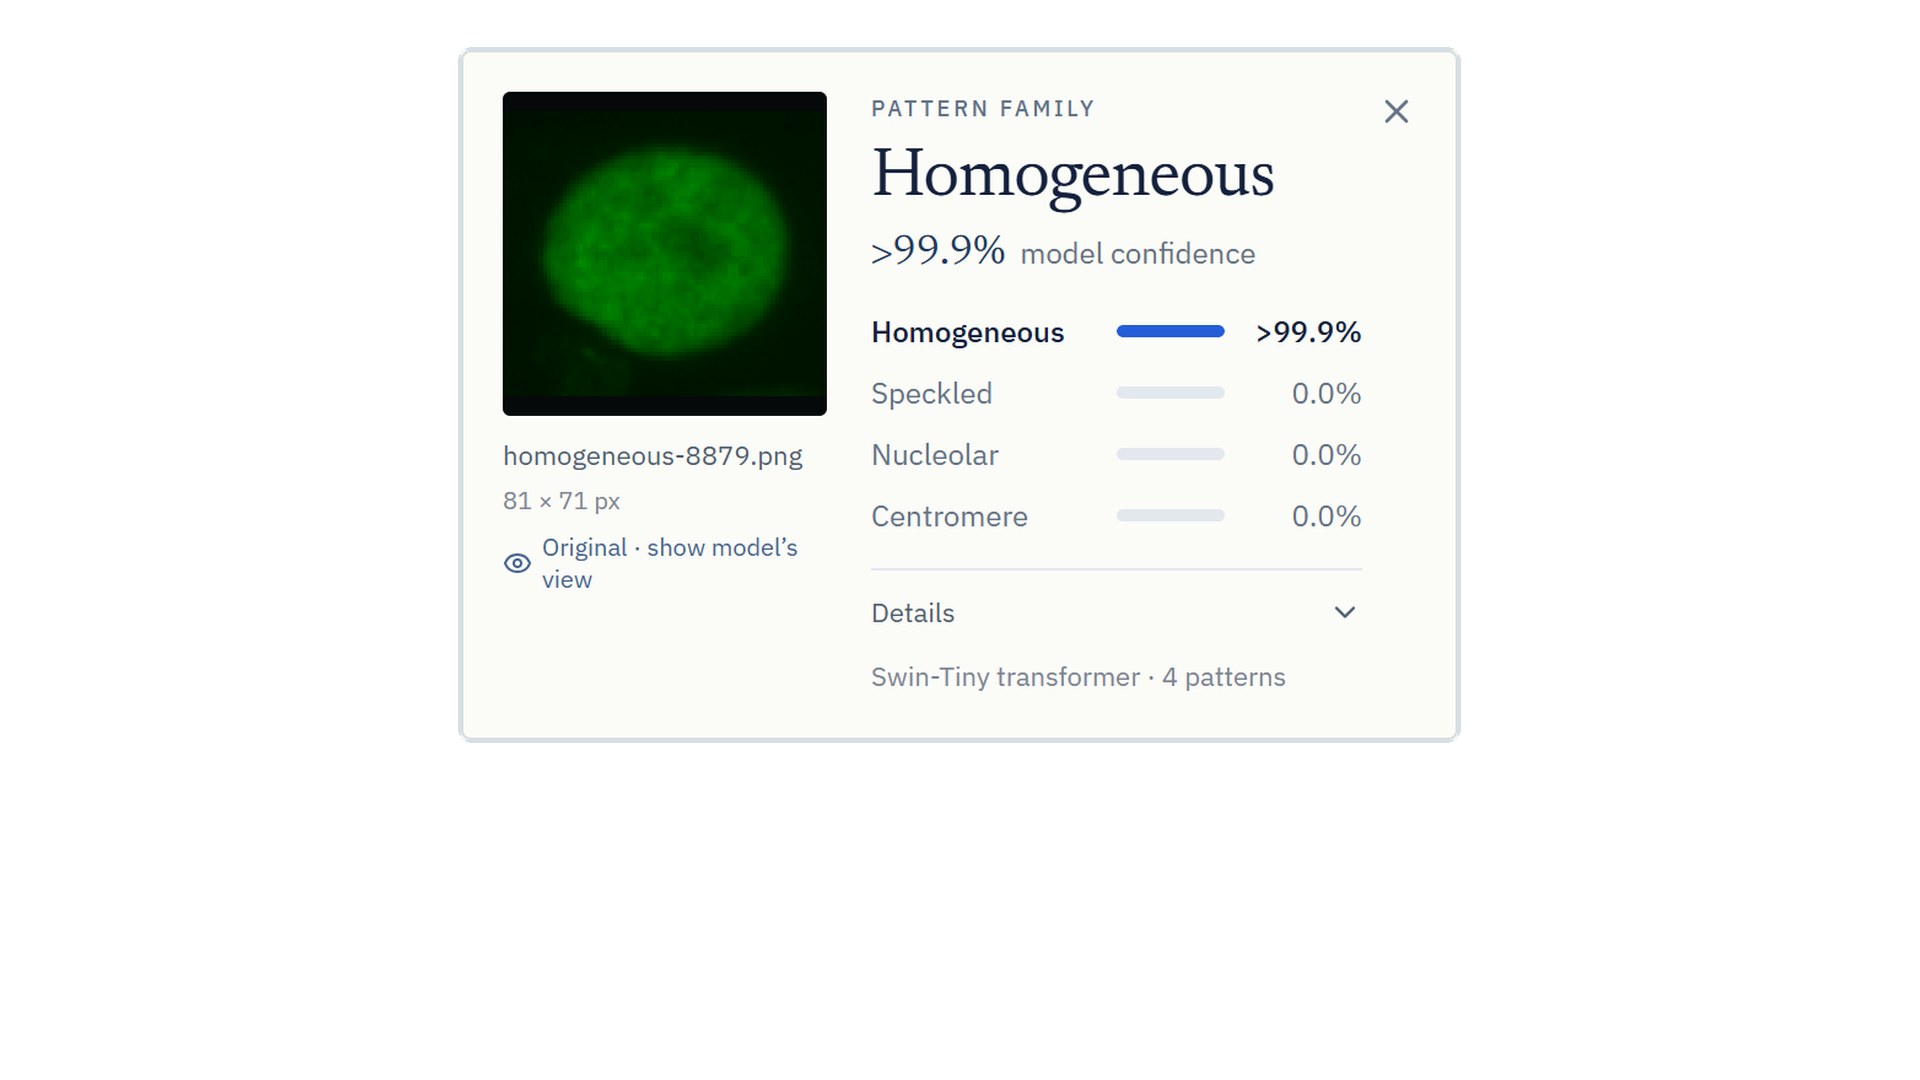 PATTERN FAMILY
Homogeneous
>99.9% model confidence
Homogeneous >99.9%
Speckled 0.0%
Nucleolar 0.0%
Centromere 0.0%
Details
Swin-Tiny transformer · 4 patterns
homogeneous-8879.png
81 × 71 px
Original · show model’s
view